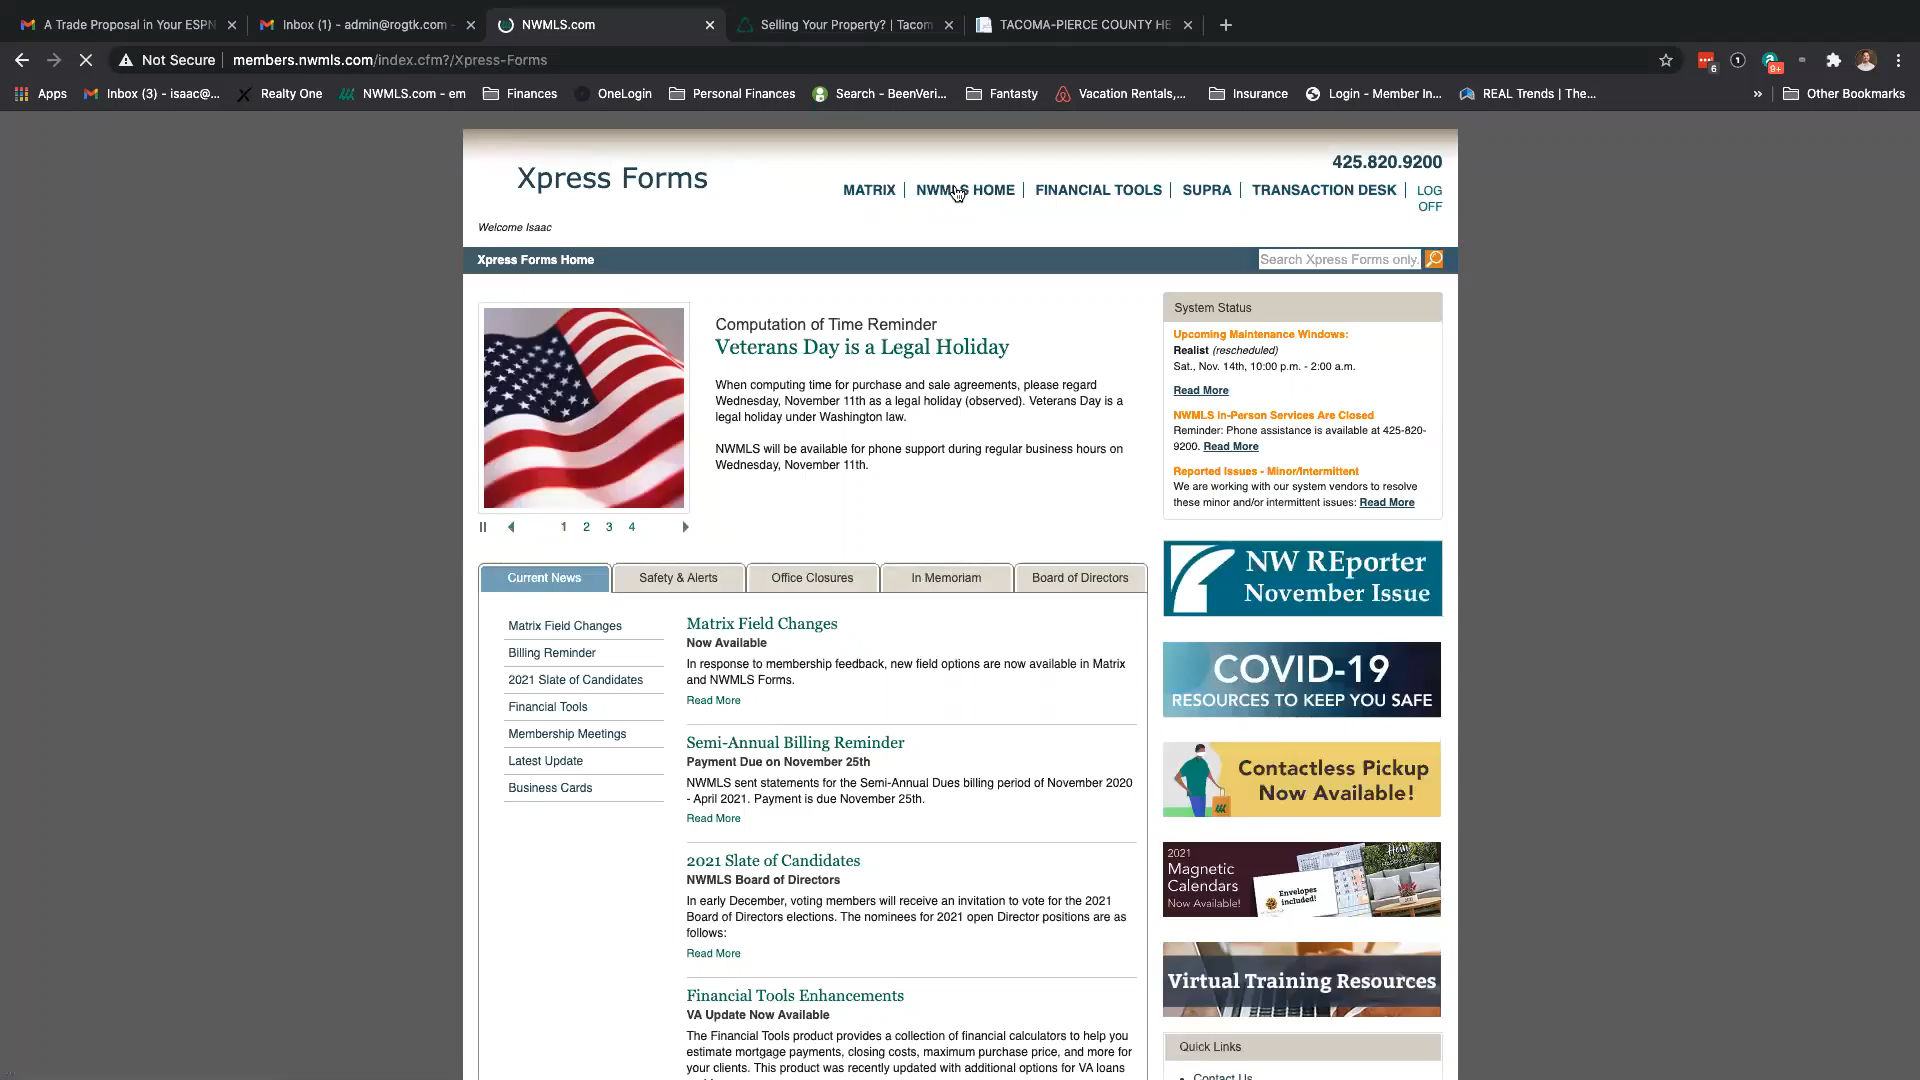 A Trade Proposal in Your ESPN
Inbox (1) - admin@rogtk.com -
NWMLS.com
Selling Your Property? | Tacom
TACOMA-PIERCE COUNTY HE
Not Secure
members.nwmls.com/index.cfm?/Xpress-Forms
6
1
9+
Apps
Inbox (3) - isaac@...
Realty One
NWMLS.com - em
Finances
OneLogin
Personal Finances
Search - BeenVeri...
Fantasty
Vacation Rentals,...
Insurance
Login - Member In...
REAL Trends | The...
Other Bookmarks
Xpress Forms
425.820.9200
MATRIX | NWMLS HOME | FINANCIAL TOOLS | SUPRA | TRANSACTION DESK | LOG
OFF
Welcome Isaac
Xpress Forms Home
Search Xpress Forms only.
Computation of Time Reminder
Veterans Day is a Legal Holiday
When computing time for purchase and sale agreements, please regard
Wednesday, November 11th as a legal holiday (observed). Veterans Day is a
legal holiday under Washington law.
NWMLS will be available for phone support during regular business hours on
Wednesday, November 11th.
1 2 3 4
System Status
Upcoming Maintenance Windows:
Realist (rescheduled)
Sat., Nov. 14th, 10:00 p.m. - 2:00 a.m.
Read More
NWMLS In-Person Services Are Closed
Reminder: Phone assistance is available at 425-820-
9200. Read More
Reported Issues - Minor/Intermittent
We are working with our system vendors to resolve
these minor and/or intermittent issues: Read More
Current News
Safety & Alerts
Office Closures
In Memoriam
Board of Directors
Matrix Field Changes
Billing Reminder
2021 Slate of Candidates
Financial Tools
Membership Meetings
Latest Update
Business Cards
Matrix Field Changes
Now Available
In response to membership feedback, new field options are now available in Matrix
and NWMLS Forms.
Read More
Semi-Annual Billing Reminder
Payment Due on November 25th
NWMLS sent statements for the Semi-Annual Dues billing period of November 2020
- April 2021. Payment is due November 25th.
Read More
2021 Slate of Candidates
NWMLS Board of Directors
In early December, voting members will receive an invitation to vote for the 2021
Board of Directors elections. The nominees for 2021 open Director positions are as
follows:
Read More
Financial Tools Enhancements
VA Update Now Available
The Financial Tools product provides a collection of financial calculators to help you
estimate mortgage payments, closing costs, maximum purchase price, and more for
your clients. This product was recently updated with additional options for VA loans
NW REporter
November Issue
COVID-19
RESOURCES TO KEEP YOU SAFE
Contactless Pickup
Now Available!
2021
Magnetic
Calendars
Now Available!
Envelopes
included!
Home
Virtual Training Resources
Quick Links
Contact Us